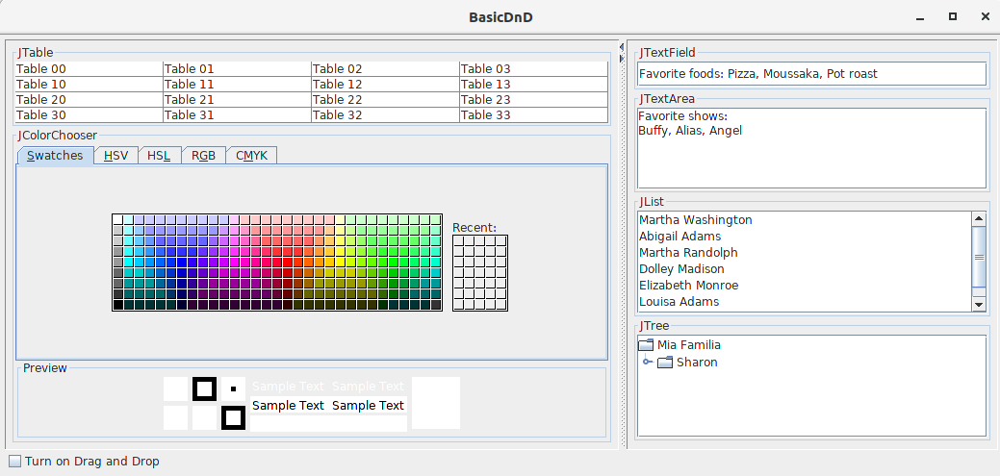 BasicDnD
JTable
Table 00 Table 01 Table 02 Table 03
Table 10 Table 11 Table 12 Table 13
Table 20 Table 21 Table 22 Table 23
Table 30 Table 31 Table 32 Table 33
JColorChooser
Swatches HSV HSL RGB CMYK
Recent:
Preview
Sample Text Sample Text
Sample Text Sample Text
JTextField
Favorite foods: Pizza, Moussaka, Pot roast
JTextArea
Favorite shows:
Buffy, Alias, Angel
JList
Martha Washington
Abigail Adams
Martha Randolph
Dolley Madison
Elizabeth Monroe
Louisa Adams
JTree
Mia Familia
Sharon
Turn on Drag and Drop